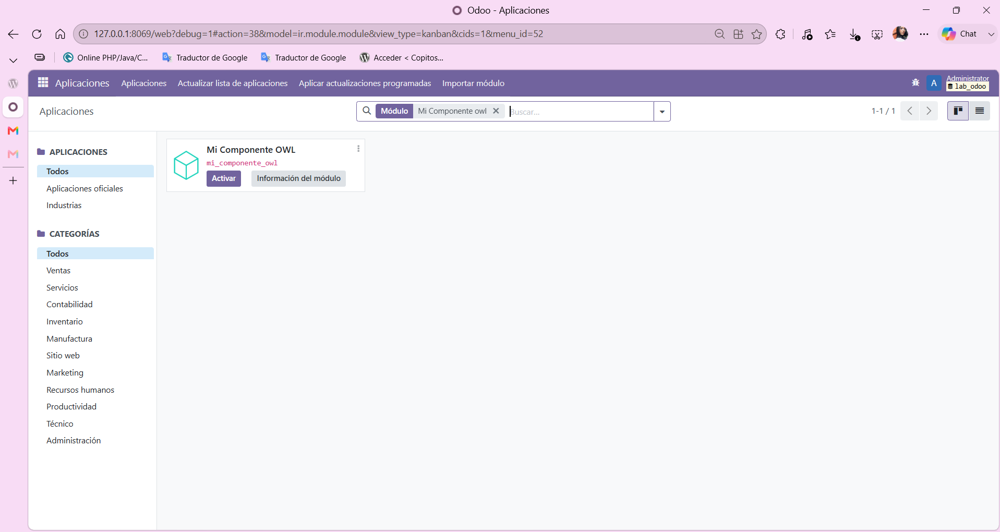 Odoo - Aplicaciones
127.0.0.1:8069/web?debug=1#action=38&model=ir.module.module&view_type=kanban&cids=1&menu_id=52
Chat
Online PHP/Java/C...
Traductor de Google
Traductor de Google
Acceder < Copitos...
Aplicaciones
Aplicaciones
Actualizar lista de aplicaciones
Aplicar actualizaciones programadas
Importar módulo
A
Administrator
lab_odoo
Aplicaciones
Módulo
Mi Componente owl
Buscar...
1-1 / 1
APLICACIONES
Todos
Aplicaciones oficiales
Industrias
CATEGORÍAS
Todos
Ventas
Servicios
Contabilidad
Inventario
Manufactura
Sitio web
Marketing
Recursos humanos
Productividad
Técnico
Administración
Mi Componente OWL
mi_componente_owl
Activar
Información del módulo